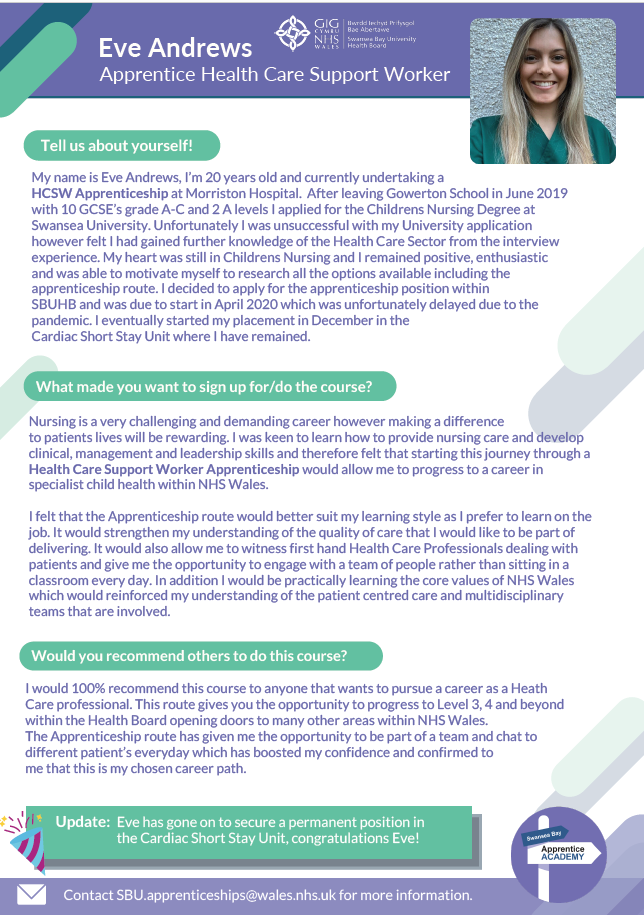 Eve Andrews
Apprentice Health Care Support Worker
GIG
CYMRU
NHS
WALES
Bwrdd Iechyd Prifysgol
Bae Abertawe
Swansea Bay University
Health Board
Tell us about yourself!
My name is Eve Andrews, I'm 20 years old and currently undertaking a
HCSW Apprenticeship at Morriston Hospital. After leaving Gowerton School in June 2019
with 10 GCSE's grade A-C and 2 A levels I applied for the Childrens Nursing Degree at
Swansea University. Unfortunately I was unsuccessful with my University application
however felt I had gained further knowledge of the Health Care Sector from the interview
experience. My heart was still in Childrens Nursing and I remained positive, enthusiastic
and was able to motivate myself to research all the options available including the
apprenticeship route. I decided to apply for the apprenticeship position within
SBUHB and was due to start in April 2020 which was unfortunately delayed due to the
pandemic. I eventually started my placement in December in the
Cardiac Short Stay Unit where I have remained.
What made you want to sign up for/do the course?
Nursing is a very challenging and demanding career however making a difference
to patients lives will be rewarding. I was keen to learn how to provide nursing care and develop
clinical, management and leadership skills and therefore felt that starting this journey through a
Health Care Support Worker Apprenticeship would allow me to progress to a career in
specialist child health within NHS Wales.
I felt that the Apprenticeship route would better suit my learning style as I prefer to learn on the
job. It would strengthen my understanding of the quality of care that I would like to be part of
delivering. It would also allow me to witness first hand Health Care Professionals dealing with
patients and give me the opportunity to engage with a team of people rather than sitting in a
classroom every day. In addition I would be practically learning the core values of NHS Wales
which would reinforced my understanding of the patient centred care and multidisciplinary
teams that are involved.
Would you recommend others to do this course?
I would 100% recommend this course to anyone that wants to pursue a career as a Heath
Care professional. This route gives you the opportunity to progress to Level 3, 4 and beyond
within the Health Board opening doors to many other areas within NHS Wales.
The Apprenticeship route has given me the opportunity to be part of a team and chat to
different patient's everyday which has boosted my confidence and confirmed to
me that this is my chosen career path.
Update: Eve has gone on to secure a permanent position in
the Cardiac Short Stay Unit, congratulations Eve!
Swansea Bay
Apprentice
ACADEMY
Contact SBU.apprenticeships@wales.nhs.uk for more information.